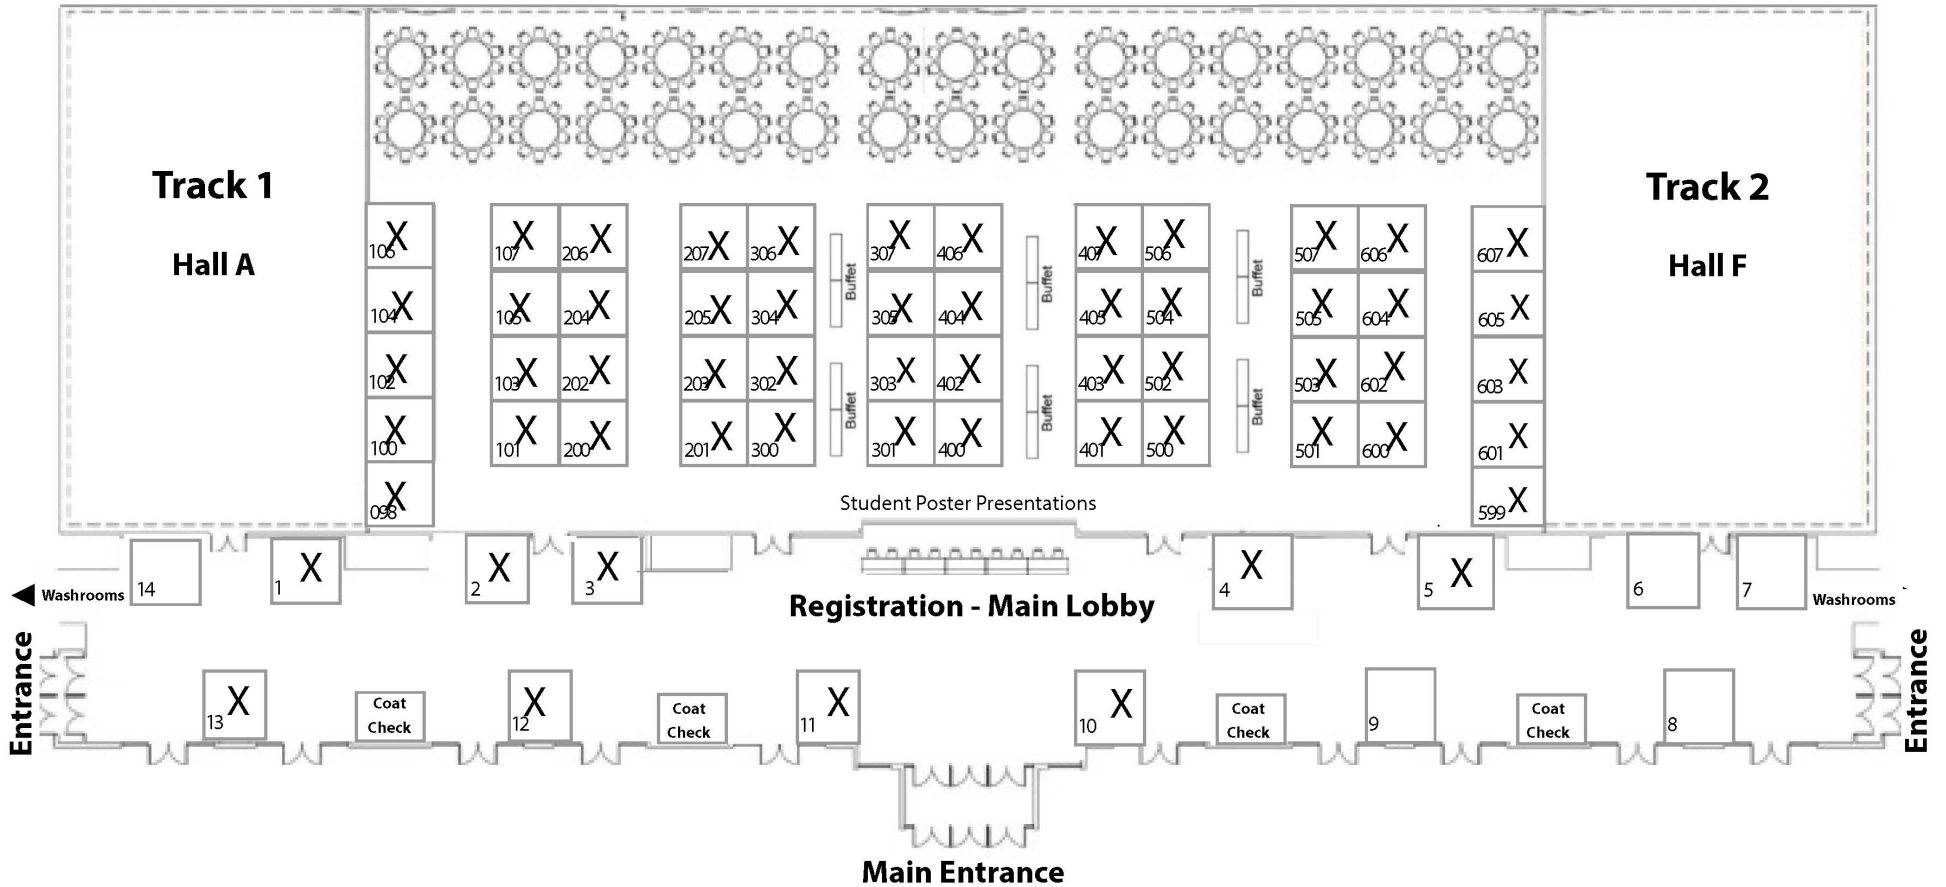 Track 1
Hall A
Track 2
Hall F
106 X
107 X 206 X
207 X 306 X
307 X 406 X
407 X 506 X
507 X 606 X
607 X
104 X
105 X 204 X
205 X 304 X
305 X 404 X
405 X 504 X
505 X 604 X
605 X
102 X
103 X 202 X
203 X 302 X
303 X 402 X
403 X 502 X
503 X 602 X
603 X
100 X
101 X 200 X
201 X 300 X
301 X 400 X
401 X 500 X
501 X 600 X
601 X
098 X
599 X
Buffet
Buffet
Buffet
Buffet
Buffet
Buffet
Student Poster Presentations
Washrooms
14
1 X
2 X
3 X
4 X
5 X
6
7
Washrooms
Registration - Main Lobby
Entrance
Entrance
13 X
Coat
Check
12 X
Coat
Check
11 X
10 X
Coat
Check
9
Coat
Check
8
Main Entrance